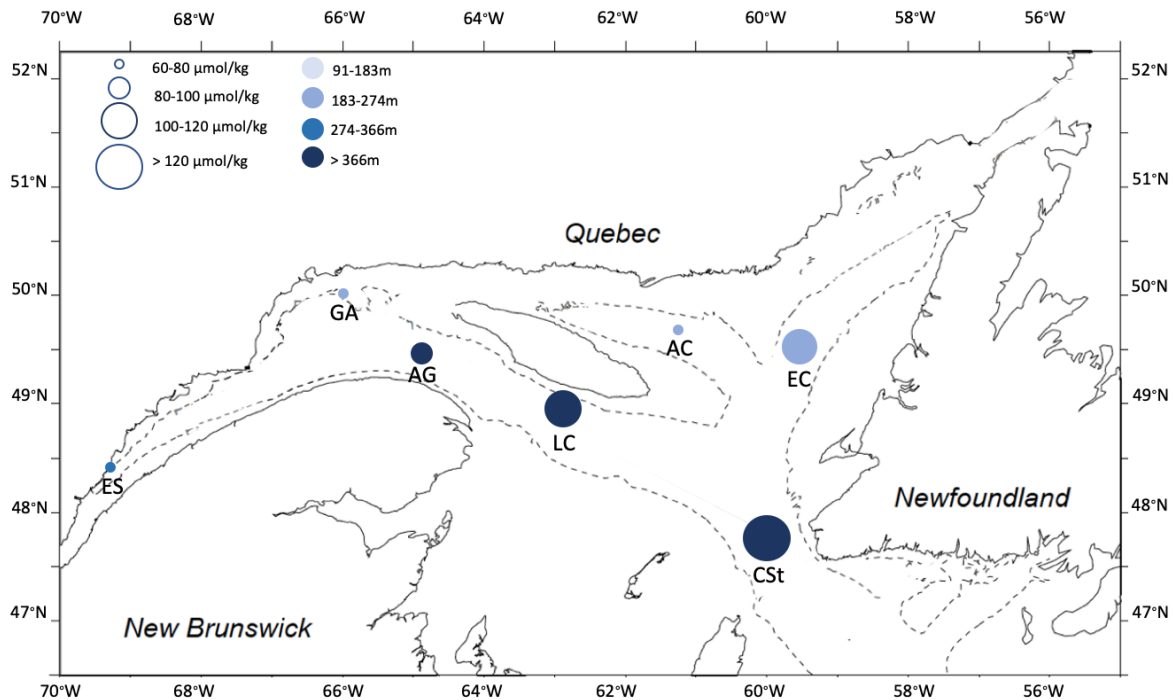 70°W 68°W 66°W 64°W 62°W 60°W 58°W 56°W
52°N 52°N
60-80 µmol/kg 91-183m
80-100 µmol/kg 183-274m
100-120 µmol/kg 274-366m
> 120 µmol/kg > 366m
51°N 51°N
Quebec
50°N 50°N
GA
AC
AG EC
49°N 49°N
LC
ES
Newfoundland
48°N 48°N
CSt
47°N 47°N
New Brunswick
70°W 68°W 66°W 64°W 62°W 60°W 58°W 56°W